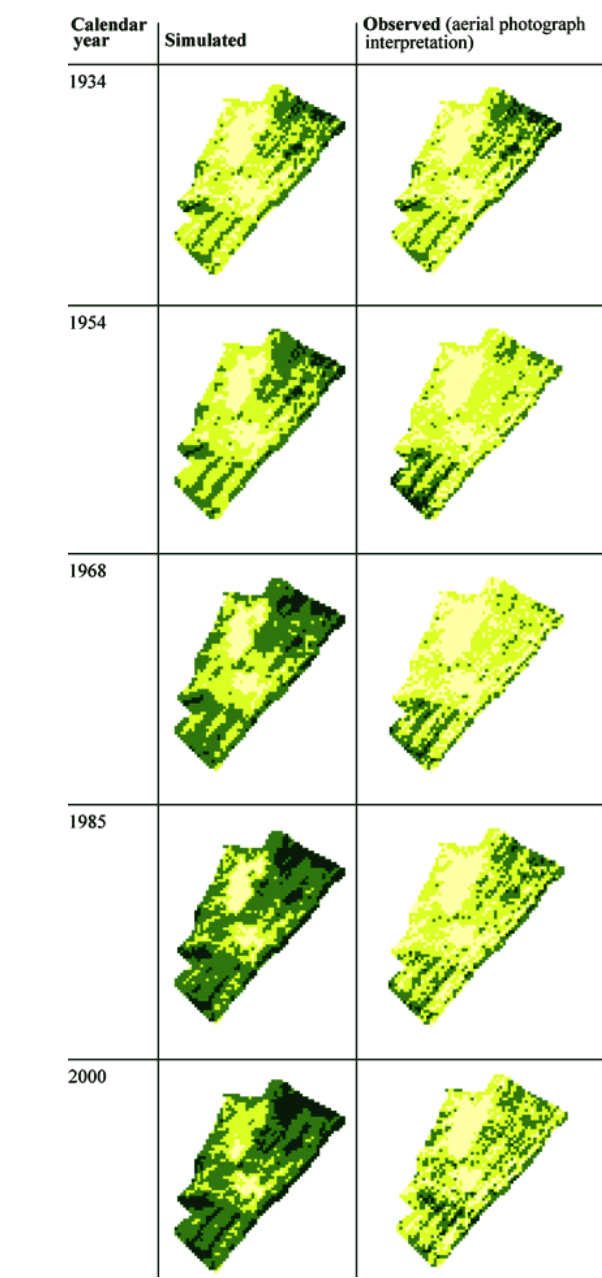 Calendar
year
Simulated
Observed (aerial photograph
interpretation)
1934
1954
1968
1985
2000